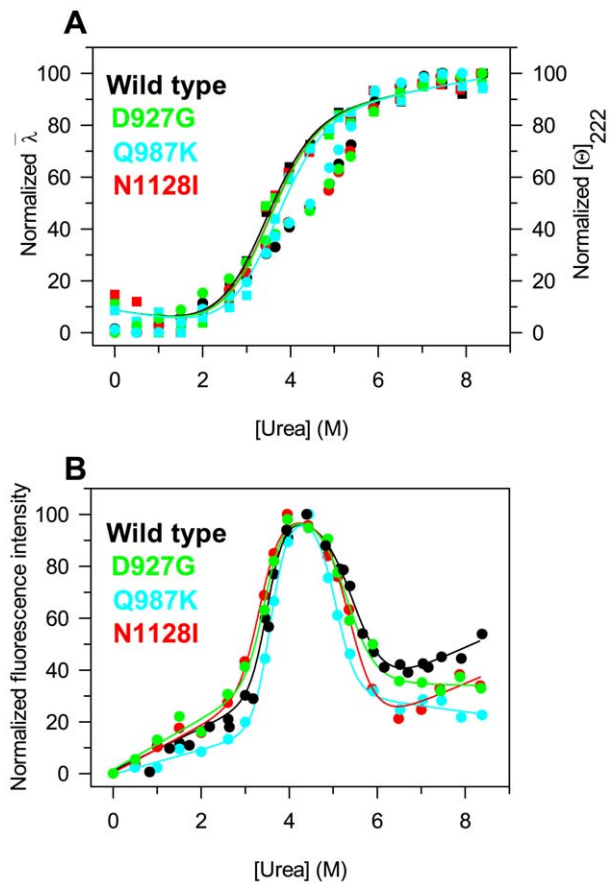 A
Normalized λ̄
100
80
60
40
20
0
Wild type
D927G
Q987K
N1128I
100
80
60
40
20
0
Normalized [Θ]222
0 2 4 6 8
[Urea] (M)
B
Normalized fluorescence intensity
100
80
60
40
20
0
Wild type
D927G
Q987K
N1128I
0 2 4 6 8
[Urea] (M)